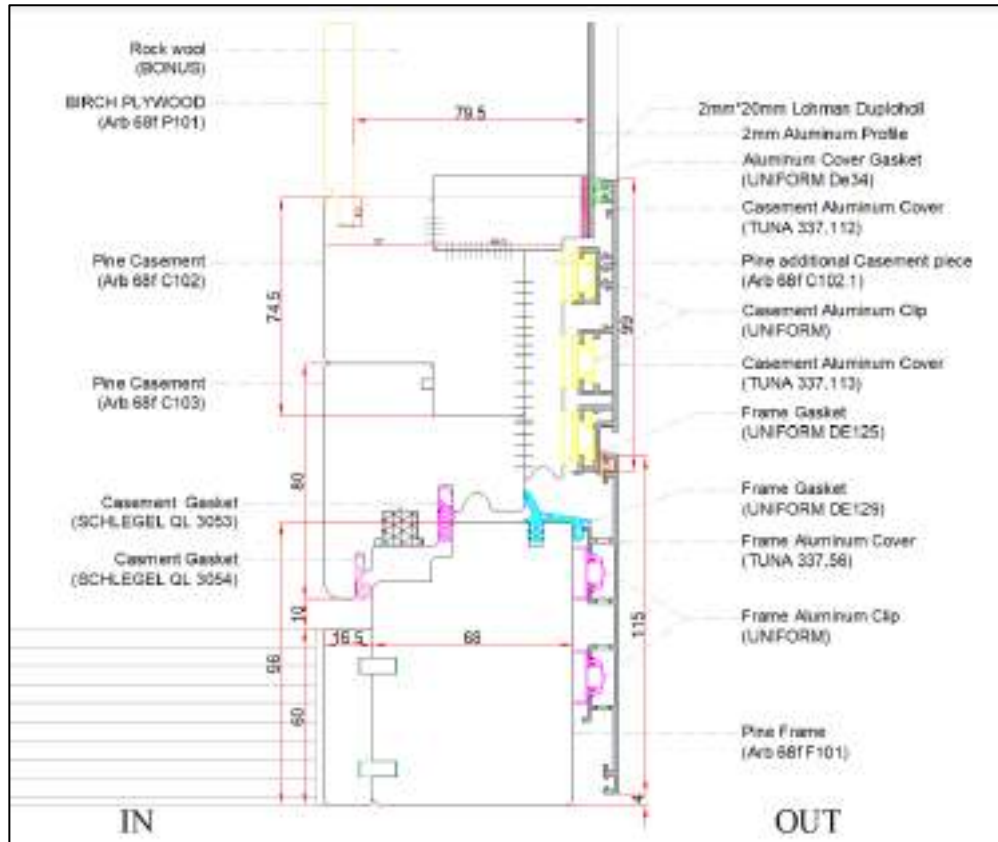 Rock wool
(BONUS)
BIRCH PLYWOOD
(Arb 68f P101)
79.5
2mm*20mm Lohman Duploholl
2mm Aluminum Profile
Aluminum Cover Gasket
(UNIFORM De34)
Casement Aluminum Cover
(TUNA 337.112)
Pine Casement
(Arb 68f C102)
Pine additional Casement piece
(Arb 68f C102.1)
74.5
99
Casement Aluminum Clip
(UNIFORM)
Pine Casement
(Arb 68f C103)
Casement Aluminum Cover
(TUNA 337.113)
Frame Gasket
(UNIFORM DE125)
80
Casement Gasket
(SCHLEGEL QL 3053)
Frame Gasket
(UNIFORM DE129)
Casment Gasket
(SCHLEGEL QL 3054)
Frame Aluminum Cover
(TUNA 337.56)
10
16.5
68
115
Frame Aluminum Clip
(UNIFORM)
96
60
Pine Frame
(Arb 68f F101)
4
IN
OUT